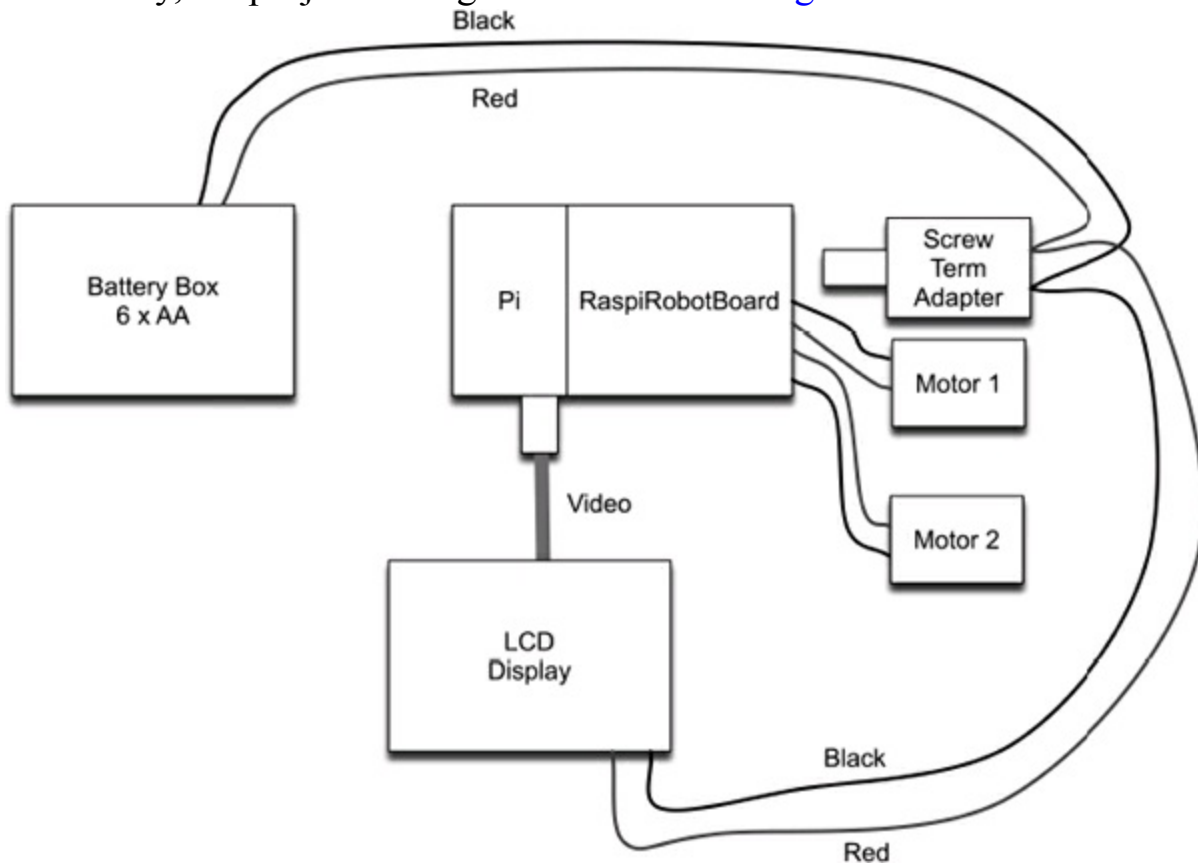 Black
Red
Battery Box
6 x AA
Pi
RaspiRobotBoard
Screw
Term
Adapter
Motor 1
Motor 2
Video
LCD
Display
Black
Red